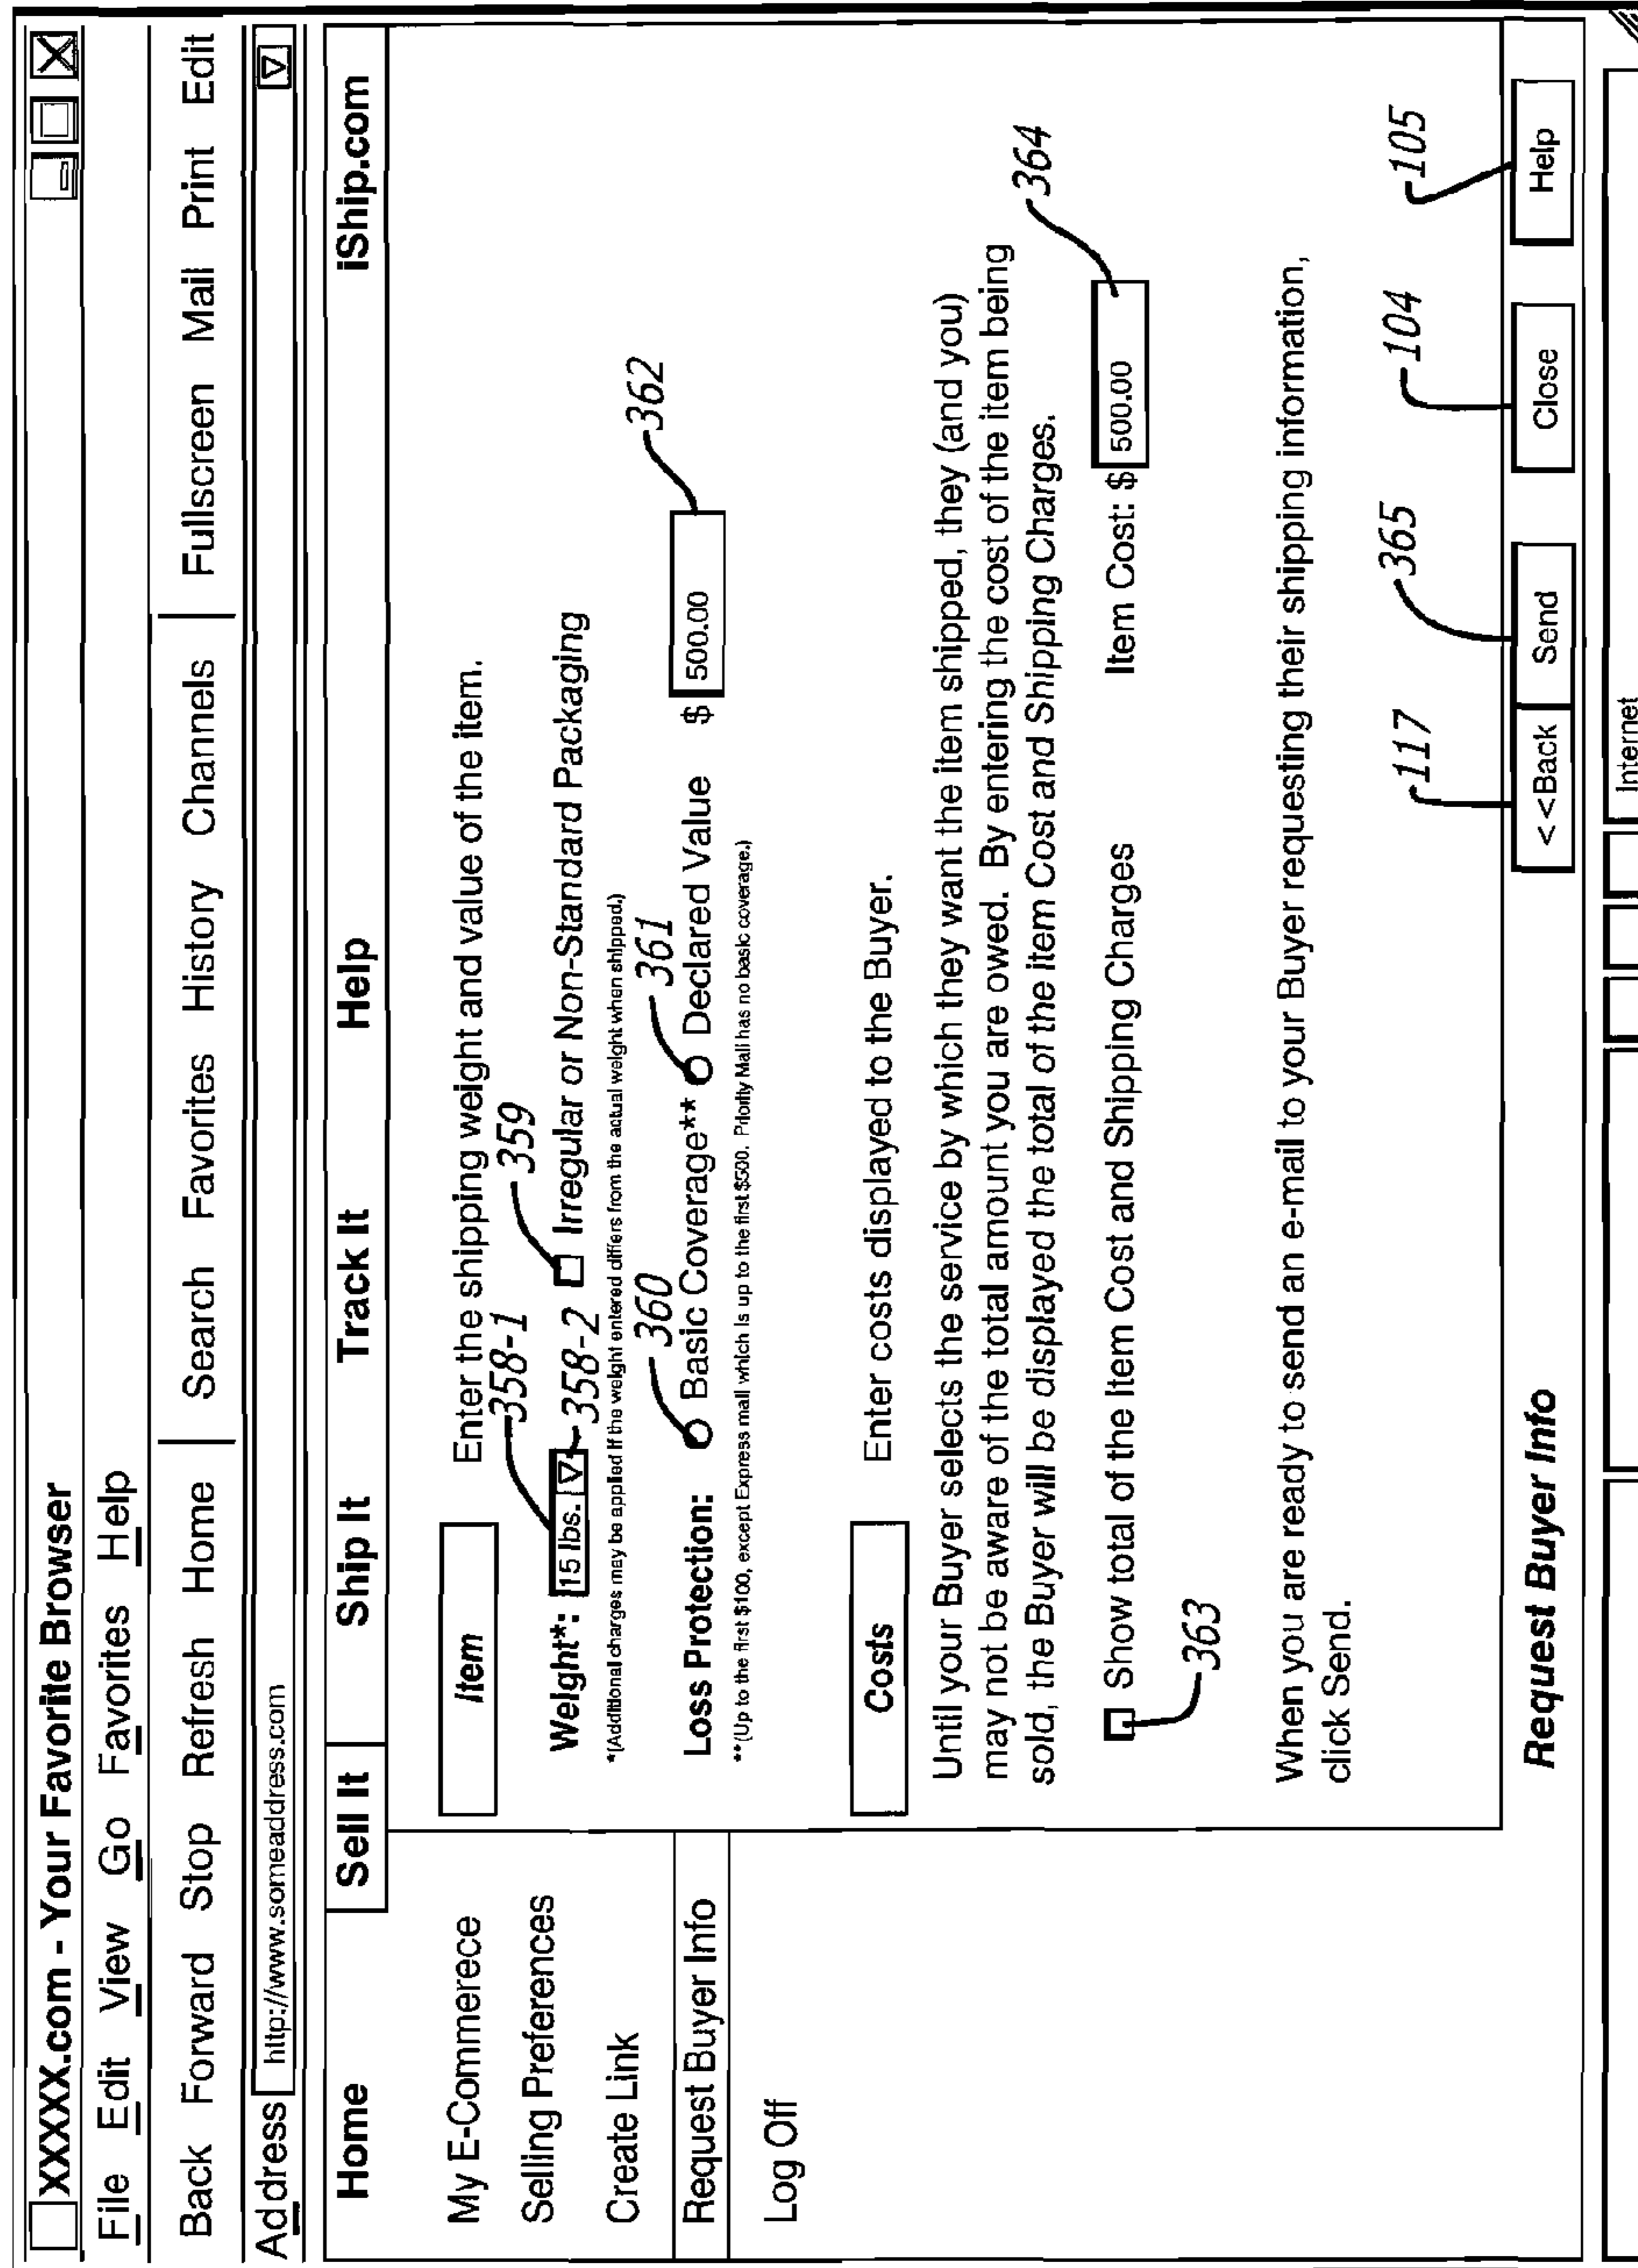 XXXXX.com - Your Favorite Browser
File Edit View Go Favorites Help
Back Forward Stop Refresh Home Search Favorites History Channels Fullscreen Mail Print Edit
Address http://www.someaddress.com
Home Sell It Ship It Track It Help iShip.com
My E-Commerece
Selling Preferences
Create Link
Request Buyer Info
Log Off
Item Enter the shipping weight and value of the item.
358-1 359
Weight*: 15 lbs. 358-2 Irregular or Non-Standard Packaging
*(Additional charges may be applied if the weight entered differs from the actual weight when shipped.)
360 361 362
Loss Protection: Basic Coverage** Declared Value $ 500.00
**(Up to the first $100, except Express mail which is up to the first $500. Priority Mail has no basic coverage.)
Costs Enter costs displayed to the Buyer.
Until your Buyer selects the service by which they want the item shipped, they (and you)
may not be aware of the total amount you are owed. By entering the cost of the item being
sold, the Buyer will be displayed the total of the item Cost and Shipping Charges.
364
Show total of the Item Cost and Shipping Charges Item Cost: $ 500.00
363
When you are ready to send an e-mail to your Buyer requesting their shipping information,
click Send.
117 365 104 105
Request Buyer Info <<Back Send Close Help
Internet